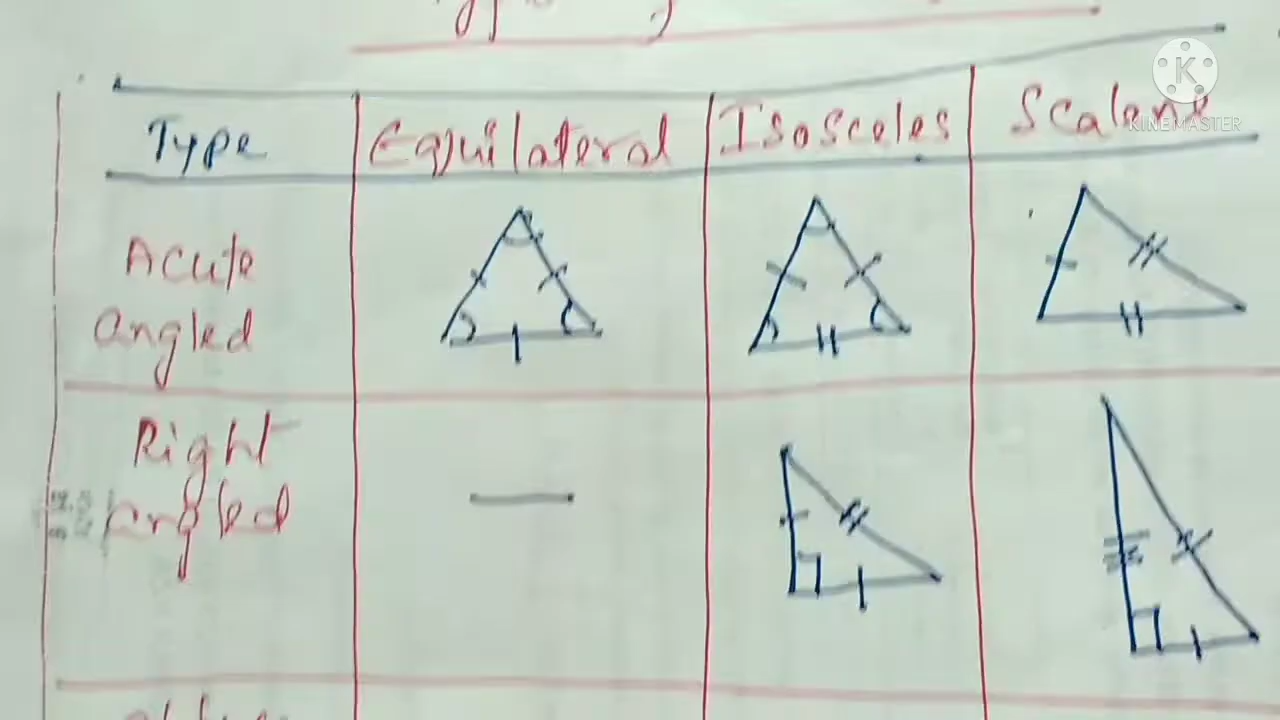 Type Equilateral Isosceles Scalene
Acute
angled
Right
angled
K
KINEMASTER